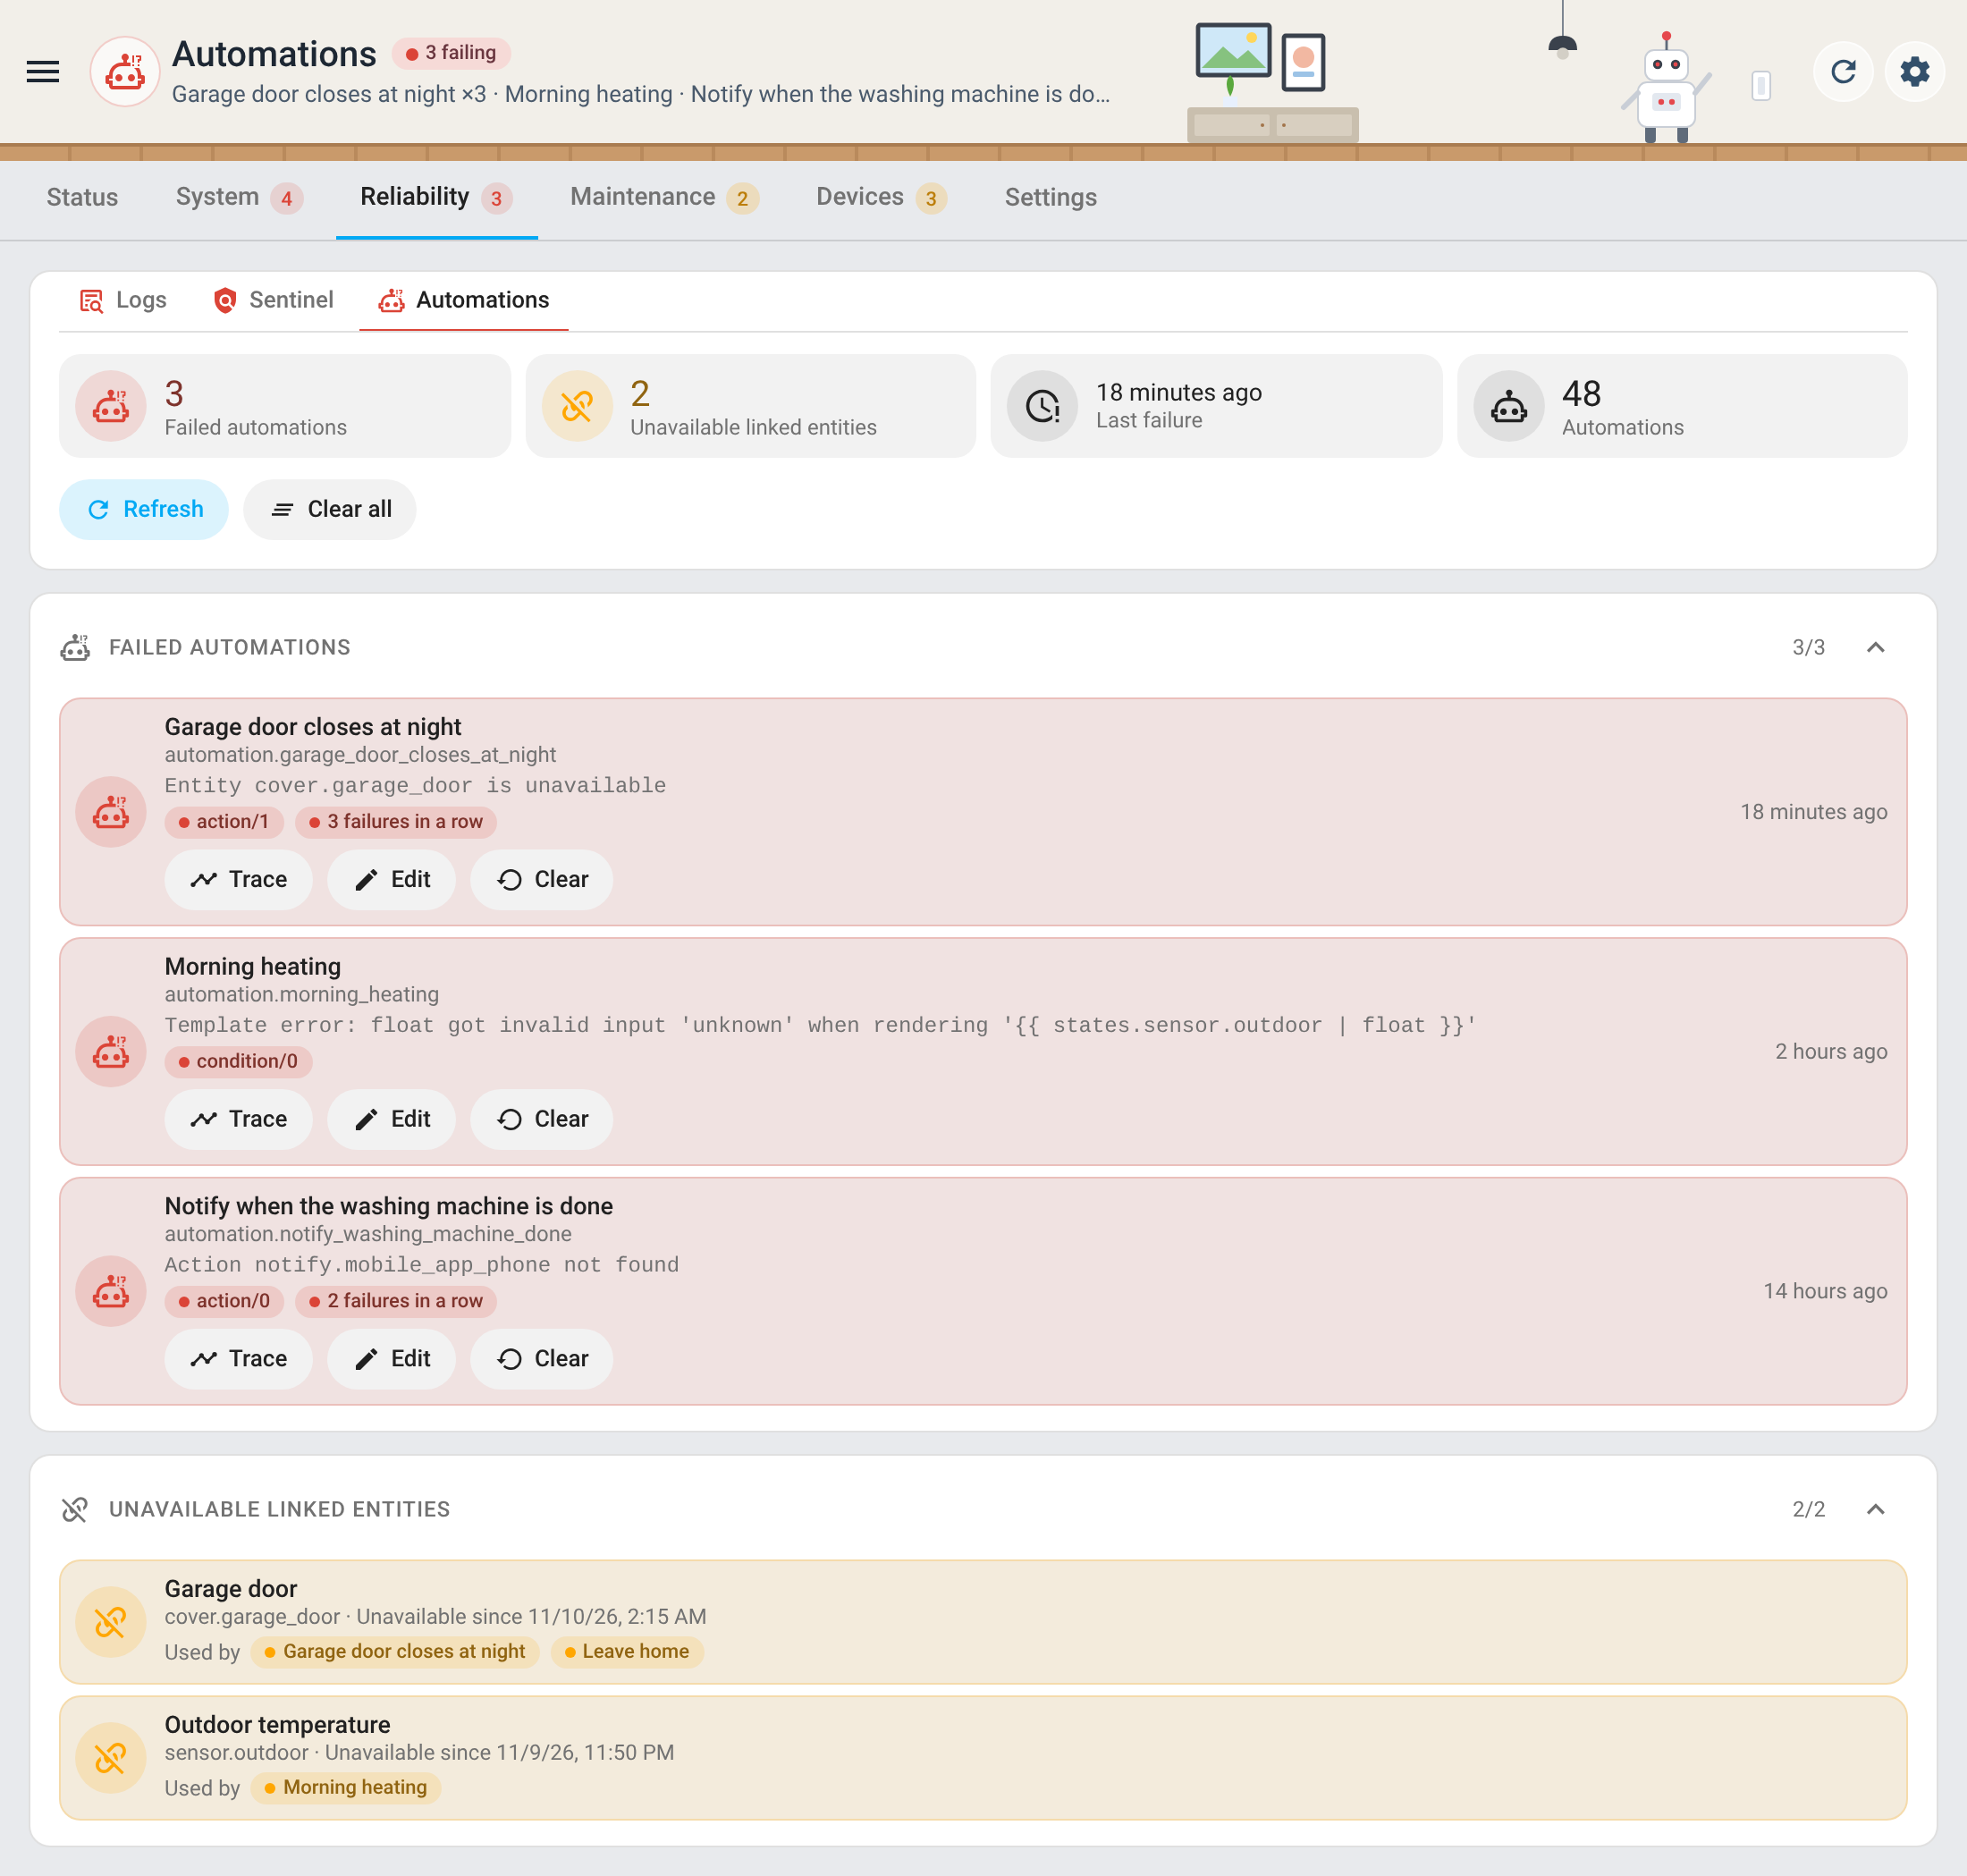 Automations
3 failing
Garage door closes at night ×3 · Morning heating · Notify when the washing machine is do...
Status
System 4
Reliability 3
Maintenance 2
Devices 3
Settings
Logs
Sentinel
Automations
3
Failed automations
2
Unavailable linked entities
18 minutes ago
Last failure
48
Automations
Refresh
Clear all
FAILED AUTOMATIONS
3/3
Garage door closes at night
automation.garage_door_closes_at_night
Entity cover.garage_door is unavailable
action/1
3 failures in a row
18 minutes ago
Trace
Edit
Clear
Morning heating
automation.morning_heating
Template error: float got invalid input 'unknown' when rendering '{{ states.sensor.outdoor | float }}'
condition/0
2 hours ago
Trace
Edit
Clear
Notify when the washing machine is done
automation.notify_washing_machine_done
Action notify.mobile_app_phone not found
action/0
2 failures in a row
14 hours ago
Trace
Edit
Clear
UNAVAILABLE LINKED ENTITIES
2/2
Garage door
cover.garage_door · Unavailable since 11/10/26, 2:15 AM
Used by
Garage door closes at night
Leave home
Outdoor temperature
sensor.outdoor · Unavailable since 11/9/26, 11:50 PM
Used by
Morning heating